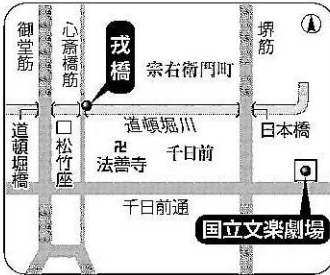 御堂筋
心斎橋筋
戎橋
宗右衛門町
堺筋
道頓堀川
日本橋
道頓堀橋
松竹座
卍
法善寺
千日前
千日前通
国立文楽劇場